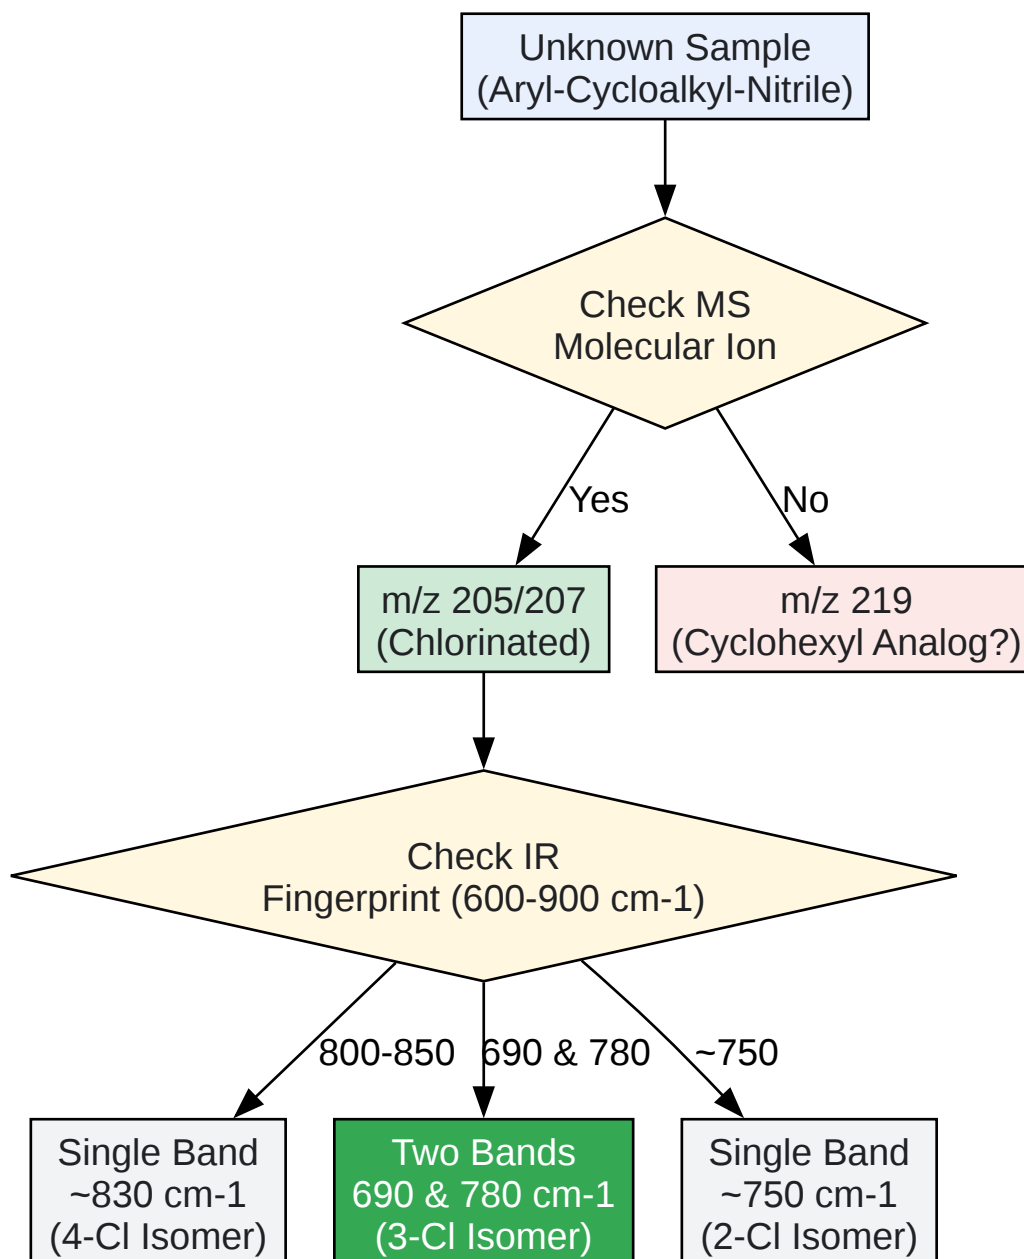 Unknown Sample
(Aryl-Cycloalkyl-Nitrile)
Check MS
Molecular Ion
Yes
No
m/z 205/207
(Chlorinated)
m/z 219
(Cyclohexyl Analog?)
Check IR
Fingerprint (600-900 cm-1)
800-850
690 & 780
~750
Single Band
~830 cm-1
(4-Cl Isomer)
Two Bands
690 & 780 cm-1
(3-Cl Isomer)
Single Band
~750 cm-1
(2-Cl Isomer)